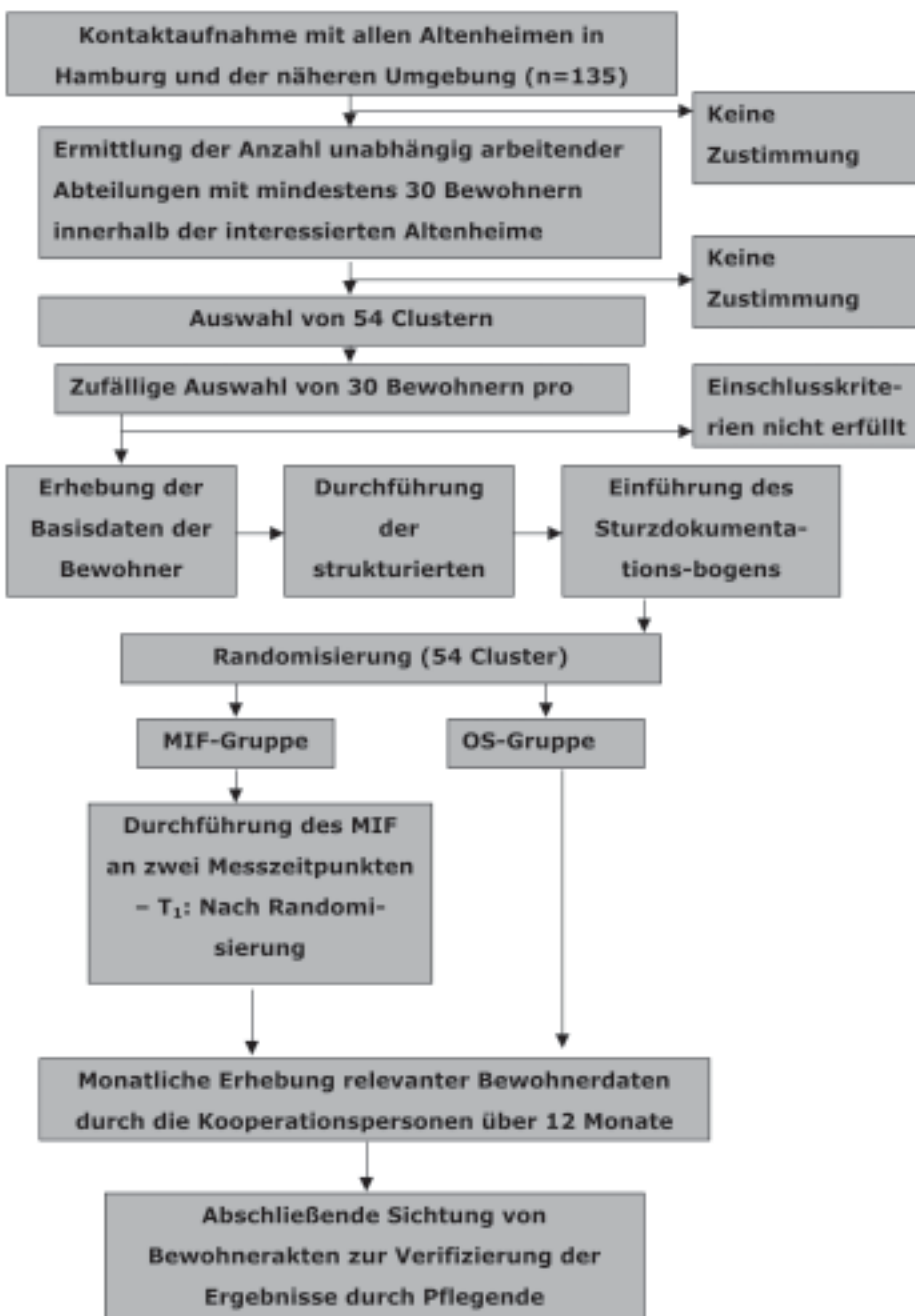 Kontaktaufnahme mit allen Altenheimen in
Hamburg und der näheren Umgebung (n=135)
Keine
Zustimmung
Ermittlung der Anzahl unabhängig arbeitender
Abteilungen mit mindestens 30 Bewohnern
innerhalb der interessierten Altenheime
Keine
Zustimmung
Auswahl von 54 Clustern
Zufällige Auswahl von 30 Bewohnern pro
Einschlusskrite-
rien nicht erfüllt
Erhebung der
Basisdaten der
Bewohner
Durchführung
der
strukturierten
Einführung des
Sturzdokumenta-
tions-bogens
Randomisierung (54 Cluster)
MIF-Gruppe
OS-Gruppe
Durchführung des MIF
an zwei Messzeitpunkten
– T₁: Nach Randomi-
sierung
Monatliche Erhebung relevanter Bewohnerdaten
durch die Kooperationspersonen über 12 Monate
Abschließende Sichtung von
Bewohnerakten zur Verifizierung der
Ergebnisse durch Pflegende